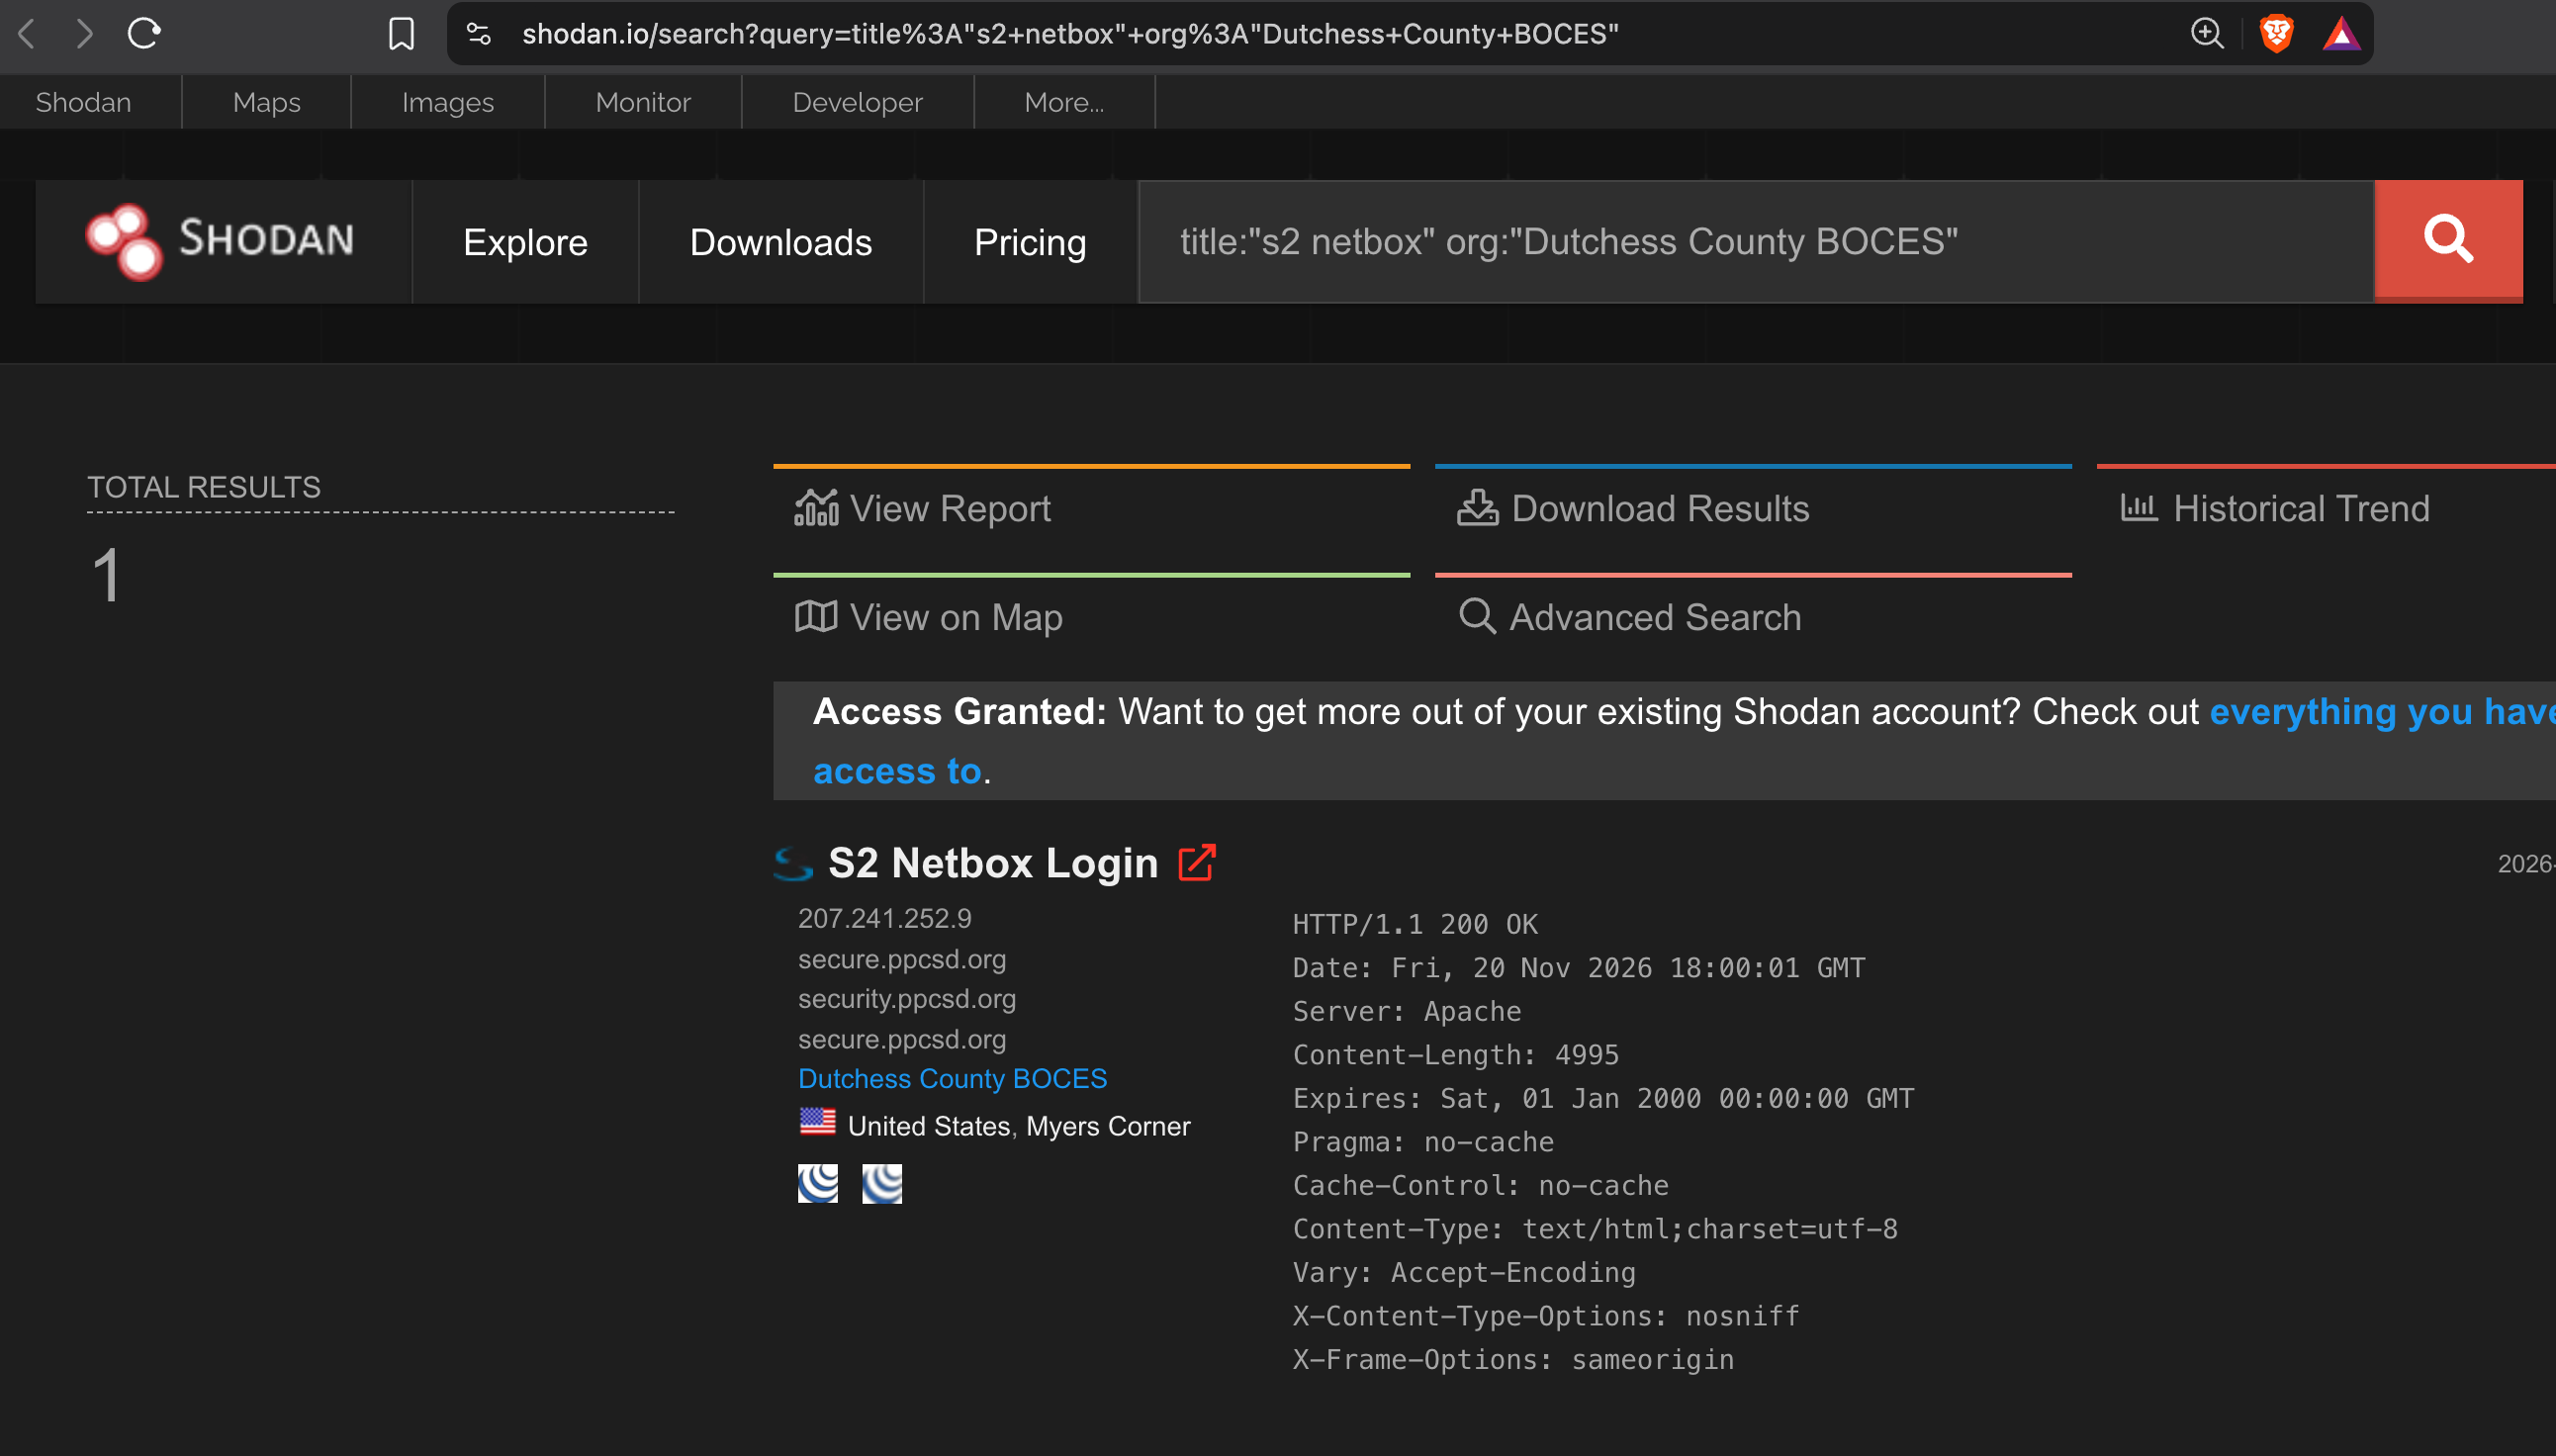 shodan.io/search?query=title%3A"s2+netbox"+org%3A"Dutchess+County+BOCES"
Shodan Maps Images Monitor Developer More...
SHODAN Explore Downloads Pricing title:"s2 netbox" org:"Dutchess County BOCES"
TOTAL RESULTS
1
View Report Download Results Historical Trend
View on Map Advanced Search
Access Granted: Want to get more out of your existing Shodan account? Check out everything you have
access to.
S2 Netbox Login 2026-
207.241.252.9
secure.ppcsd.org
security.ppcsd.org
secure.ppcsd.org
Dutchess County BOCES
United States, Myers Corner
HTTP/1.1 200 OK
Date: Fri, 20 Nov 2026 18:00:01 GMT
Server: Apache
Content-Length: 4995
Expires: Sat, 01 Jan 2000 00:00:00 GMT
Pragma: no-cache
Cache-Control: no-cache
Content-Type: text/html;charset=utf-8
Vary: Accept-Encoding
X-Content-Type-Options: nosniff
X-Frame-Options: sameorigin